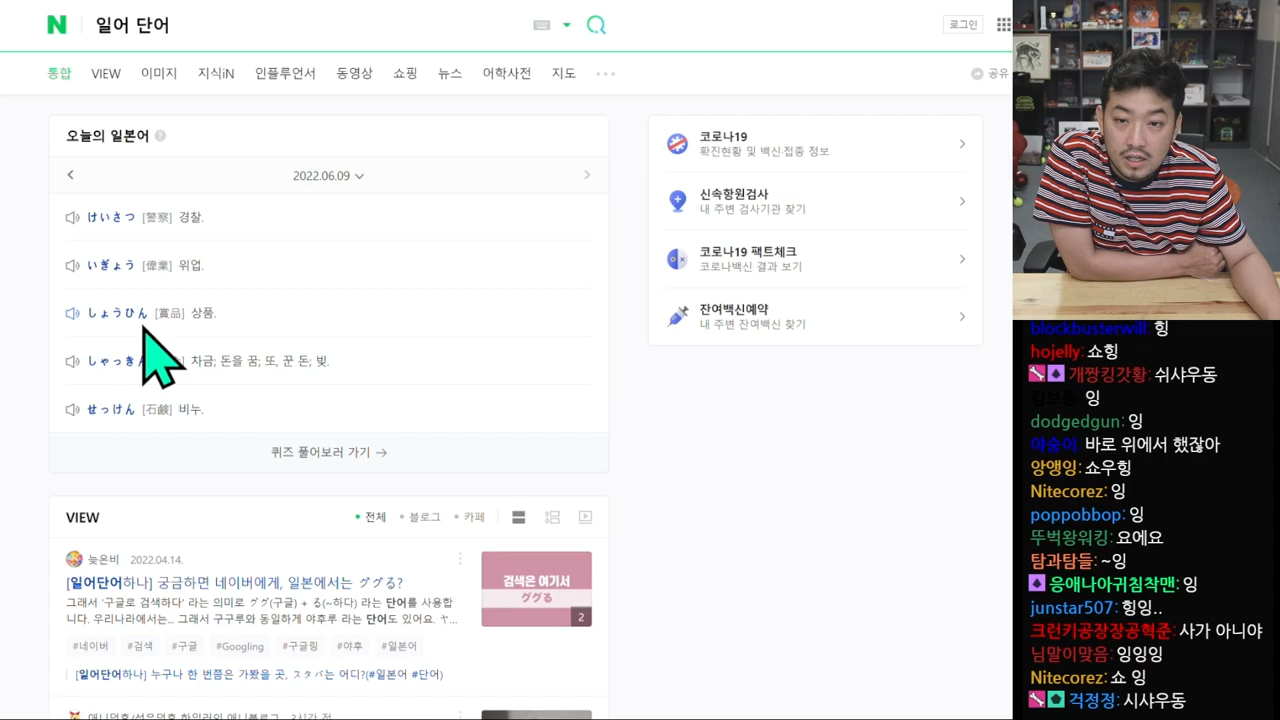 N 일어 단어
로그인
통합 VIEW 이미지 지식iN 인플루언서 동영상 쇼핑 뉴스 어학사전 지도
공유
오늘의 일본어
2022.06.09
けいさつ [警察] 경찰.
いぎょう [偉業] 위업.
しょうひん [賞品] 상품.
しゃっき 차금; 돈을 꿈; 또, 꾼 돈; 빚.
せっけん [石鹸] 비누.
퀴즈 풀어보러 가기 →
코로나19
확진현황 및 백신·접종 정보
신속항원검사
내 주변 검사기관 찾기
코로나19 팩트체크
코로나백신 결과 보기
잔여백신예약
내 주변 잔여백신 찾기
VIEW
전체 블로그 카페
늦은비 2022.04.14.
[일어단어하나] 궁금하면 네이버에게, 일본에서는 ググる?
그래서 '구글로 검색하다' 라는 의미로 ググ(구글) + る(~하다) 라는 단어를 사용합
니다. 우리나라에서는... 그래서 구구루와 동일하게 야후루 라는 단어도 있어요. ヤ...
#네이버 #검색 #구글 #Googling #구글링 #야후 #일본어
[일어단어하나] 누구나 한 번쯤은 가봤을 곳, スタバ는 어디?(#일본어 #단어)
검색은 여기서
ググる
2
blockbusterwill: 힝
hojelly: 쇼힝
개짱킹갓황: 쉬샤우동
잉
dodgedgun: 잉
야숭이: 바로 위에서 했잖아
앙앵잉: 쇼우힝
Nitecorez: 잉
poppobbop: 잉
뚜벅왕워킹: 요에요
탐과탐들: ~잉
응애나아귀침착맨: 잉
junstar507: 힝잉..
크런키공장장공혁준: 사가 아니야
님말이맞음: 잉잉잉
Nitecorez: 쇼 잉
걱정정: 시샤우동